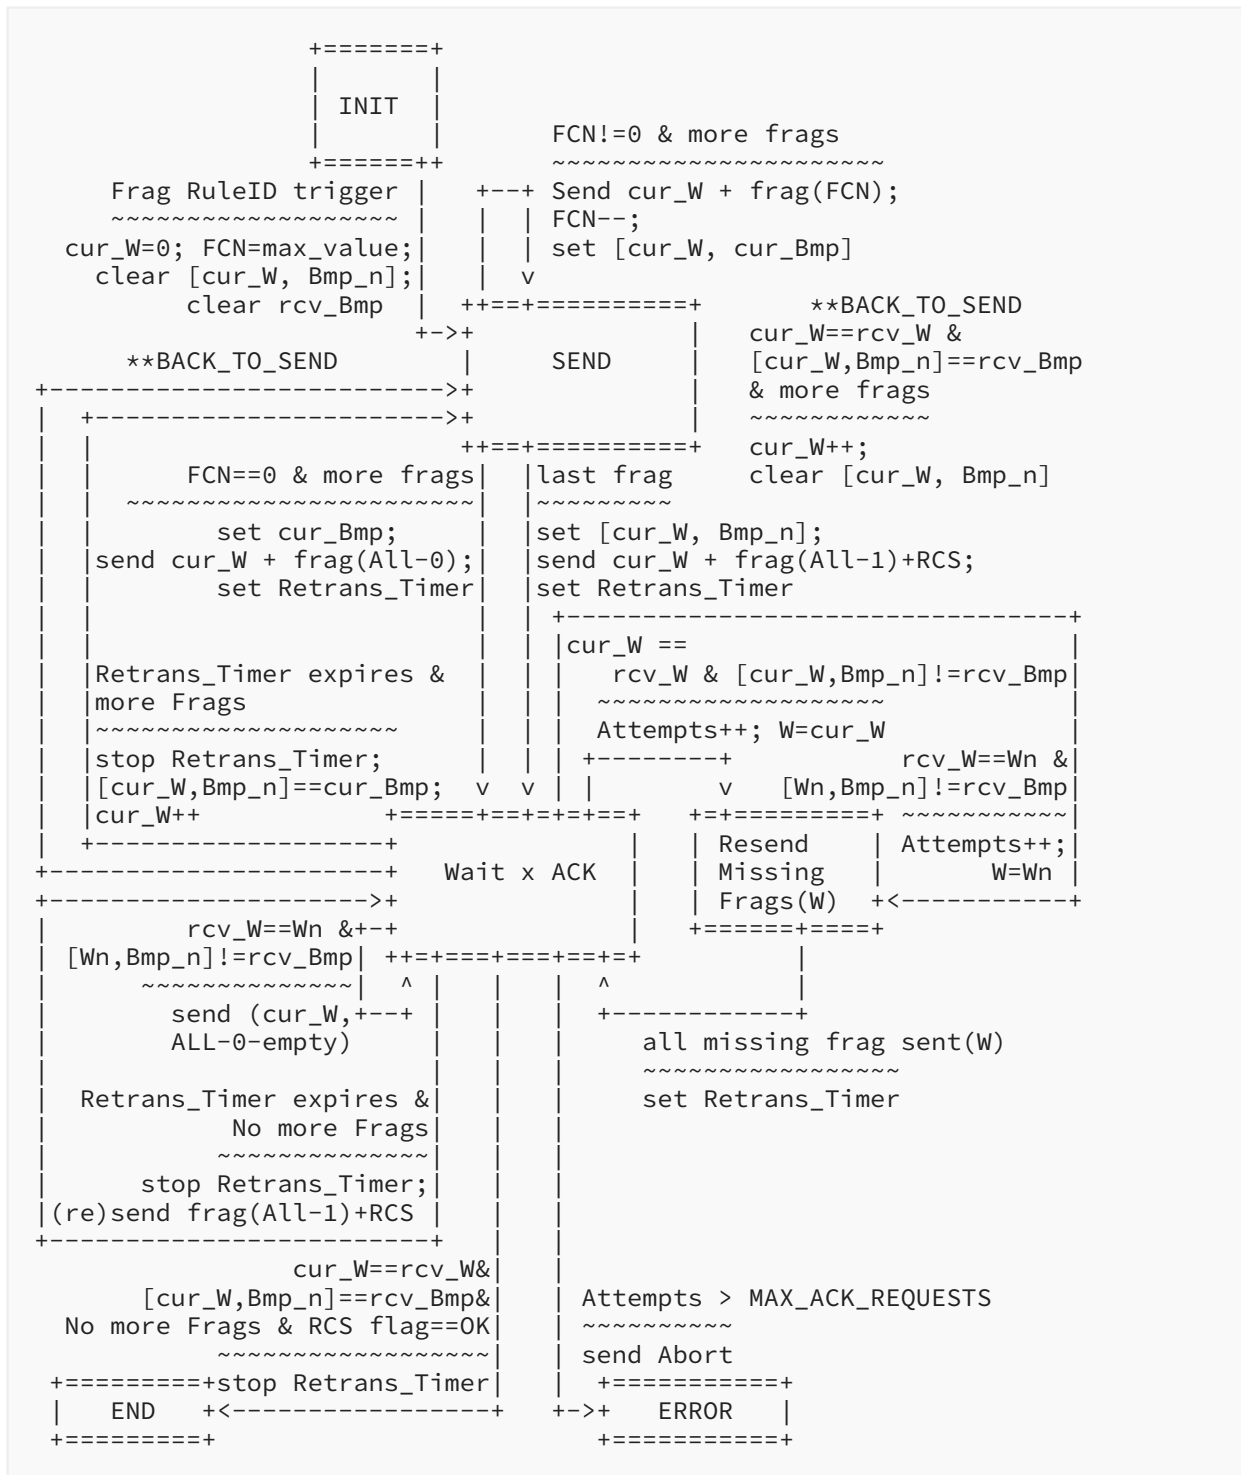 +=======+
                  |       |
                  | INIT  |
                  |       |       FCN!=0 & more frags
                  +======++       ~~~~~~~~~~~~~~~~~~~~~~
     Frag RuleID trigger |   +--+ Send cur_W + frag(FCN);
     ~~~~~~~~~~~~~~~~~~~ |   |  | FCN--;
  cur_W=0; FCN=max_value;|   |  | set [cur_W, cur_Bmp]
    clear [cur_W, Bmp_n];|   |  v
          clear rcv_Bmp  |  ++==+==========+       **BACK_TO_SEND
                         +->+              |   cur_W==rcv_W &
      **BACK_TO_SEND        |     SEND     |   [cur_W,Bmp_n]==rcv_Bmp
+-------------------------->+              |   & more frags
|  +----------------------->+              |   ~~~~~~~~~~~~
|  |                        ++==+==========+   cur_W++;
|  |      FCN==0 & more frags|  |last frag     clear [cur_W, Bmp_n]
|  |  ~~~~~~~~~~~~~~~~~~~~~~~|  |~~~~~~~~~
|  |        set cur_Bmp;     |  |set [cur_W, Bmp_n];
|  |send cur_W + frag(All-0);|  |send cur_W + frag(All-1)+RCS;
|  |        set Retrans_Timer|  |set Retrans_Timer
|  |                         |  | +---------------------------------+
|  |                         |  | |cur_W ==                         |
|  |Retrans_Timer expires &  |  | |   rcv_W & [cur_W,Bmp_n]!=rcv_Bmp|
|  |more Frags               |  | |  ~~~~~~~~~~~~~~~~~~~            |
|  |~~~~~~~~~~~~~~~~~~~~     |  | |  Attempts++; W=cur_W            |
|  |stop Retrans_Timer;      |  | | +--------+           rcv_W==Wn &|
|  |[cur_W,Bmp_n]==cur_Bmp;  v  v | |        v   [Wn,Bmp_n]!=rcv_Bmp|
|  |cur_W++            +=====+==+=+=+==+   +=+=========+ ~~~~~~~~~~~|
|  +-------------------+               |   | Resend    | Attempts++;|
+----------------------+   Wait x ACK  |   | Missing   |       W=Wn |
+--------------------->+               |   | Frags(W)  +<-----------+
|         rcv_W==Wn &+-+               |   +======+====+
| [Wn,Bmp_n]!=rcv_Bmp| ++=+===+===+==+=+          |
|      ~~~~~~~~~~~~~~|  ^ |   |   |  ^            |
|        send (cur_W,+--+ |   |   |  +------------+
|        ALL-0-empty)     |   |   |     all missing frag sent(W)
|                         |   |   |     ~~~~~~~~~~~~~~~~~
|  Retrans_Timer expires &|   |   |     set Retrans_Timer
|            No more Frags|   |   |
|           ~~~~~~~~~~~~~~|   |   |
|      stop Retrans_Timer;|   |   |
|(re)send frag(All-1)+RCS |   |   |
+-------------------------+   |   |
                 cur_W==rcv_W&|   |
       [cur_W,Bmp_n]==rcv_Bmp&|   | Attempts > MAX_ACK_REQUESTS
  No more Frags & RCS flag==OK|   | ~~~~~~~~~~
            ~~~~~~~~~~~~~~~~~~|   | send Abort
 +=========+stop Retrans_Timer|   |  +===========+
 |   END   +<-----------------+   +->+   ERROR   |
 +=========+                         +===========+